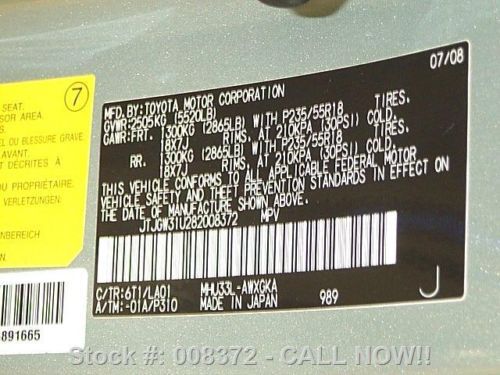 07/08
MFD.BY:TOYOTA MOTOR CORPORATION
GVWR:2505KG (5520LB)
GAWR:FRT. 1300KG (2865LB) WITH P235/55R18 TIRES.
18X7J RIMS. AT 210KPA (30PSI) COLD.
RR. 1300KG (2865LB) WITH P235/55R18 TIRES.
18X7J RIMS. AT 210KPA (30PSI) COLD.
THIS VEHICLE CONFORMS TO ALL APPLICABLE FEDERAL MOTOR
VEHICLE SAFETY AND THEFT PREVENTION STANDARDS IN EFFECT ON
THE DATE OF MANUFACTURE SHOWN ABOVE.
JTJGW31U282008372 MPV
C/TR:6T1/LA01 MHU33L-AWXGKA
A/TM:-01A/P310 MADE IN JAPAN 989
J
7
SEAT.
SOR AREA.
ARDS.
EL OU BLESSURE GRAVE
'AVANT.
E DÉCRITES À
U PROPRIÉTAIRE.
VERLETZUNGEN.
NBEREICH
891665
Stock #: 008372 - CALL NOW!!